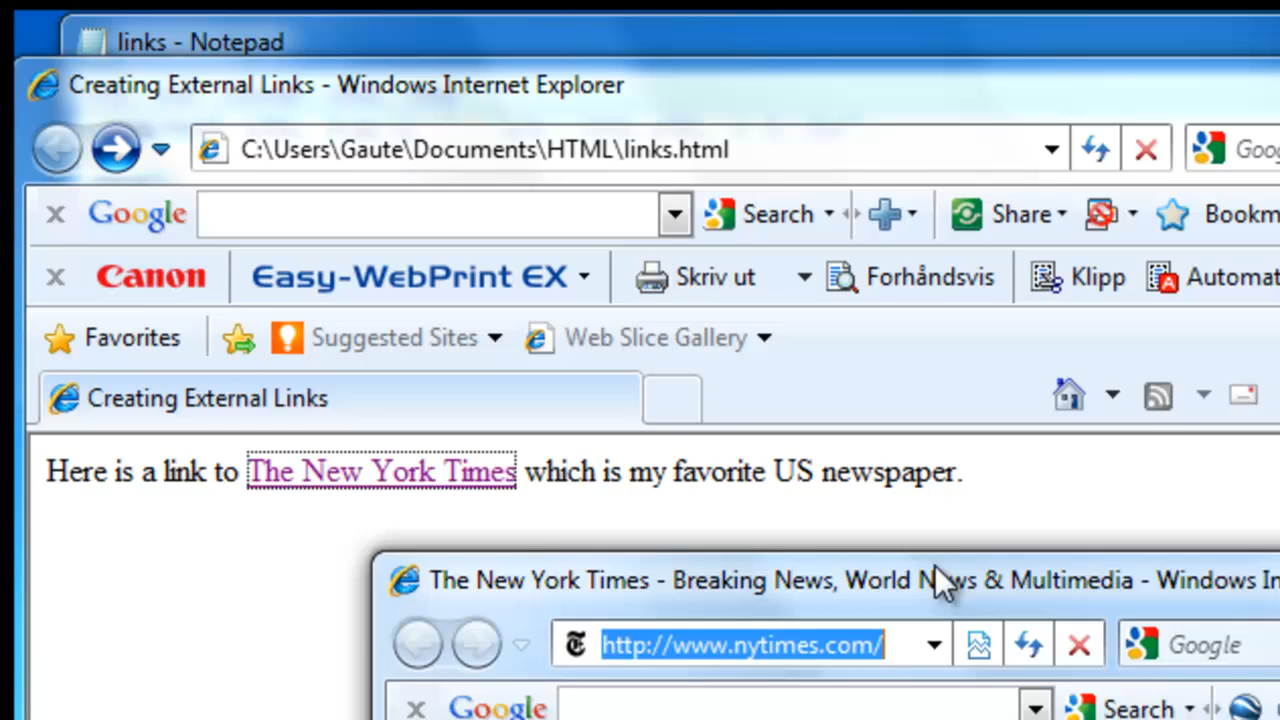 links - Notepad
Creating External Links - Windows Internet Explorer
C:\Users\Gaute\Documents\HTML\links.html
Goo
Google Search Share Bookm
Canon Easy-WebPrint EX Skriv ut Forhåndsvis Klipp Automat
Favorites Suggested Sites Web Slice Gallery
Creating External Links
Here is a link to The New York Times which is my favorite US newspaper.
The New York Times - Breaking News, World News & Multimedia - Windows In
http://www.nytimes.com/ Google
Google Search